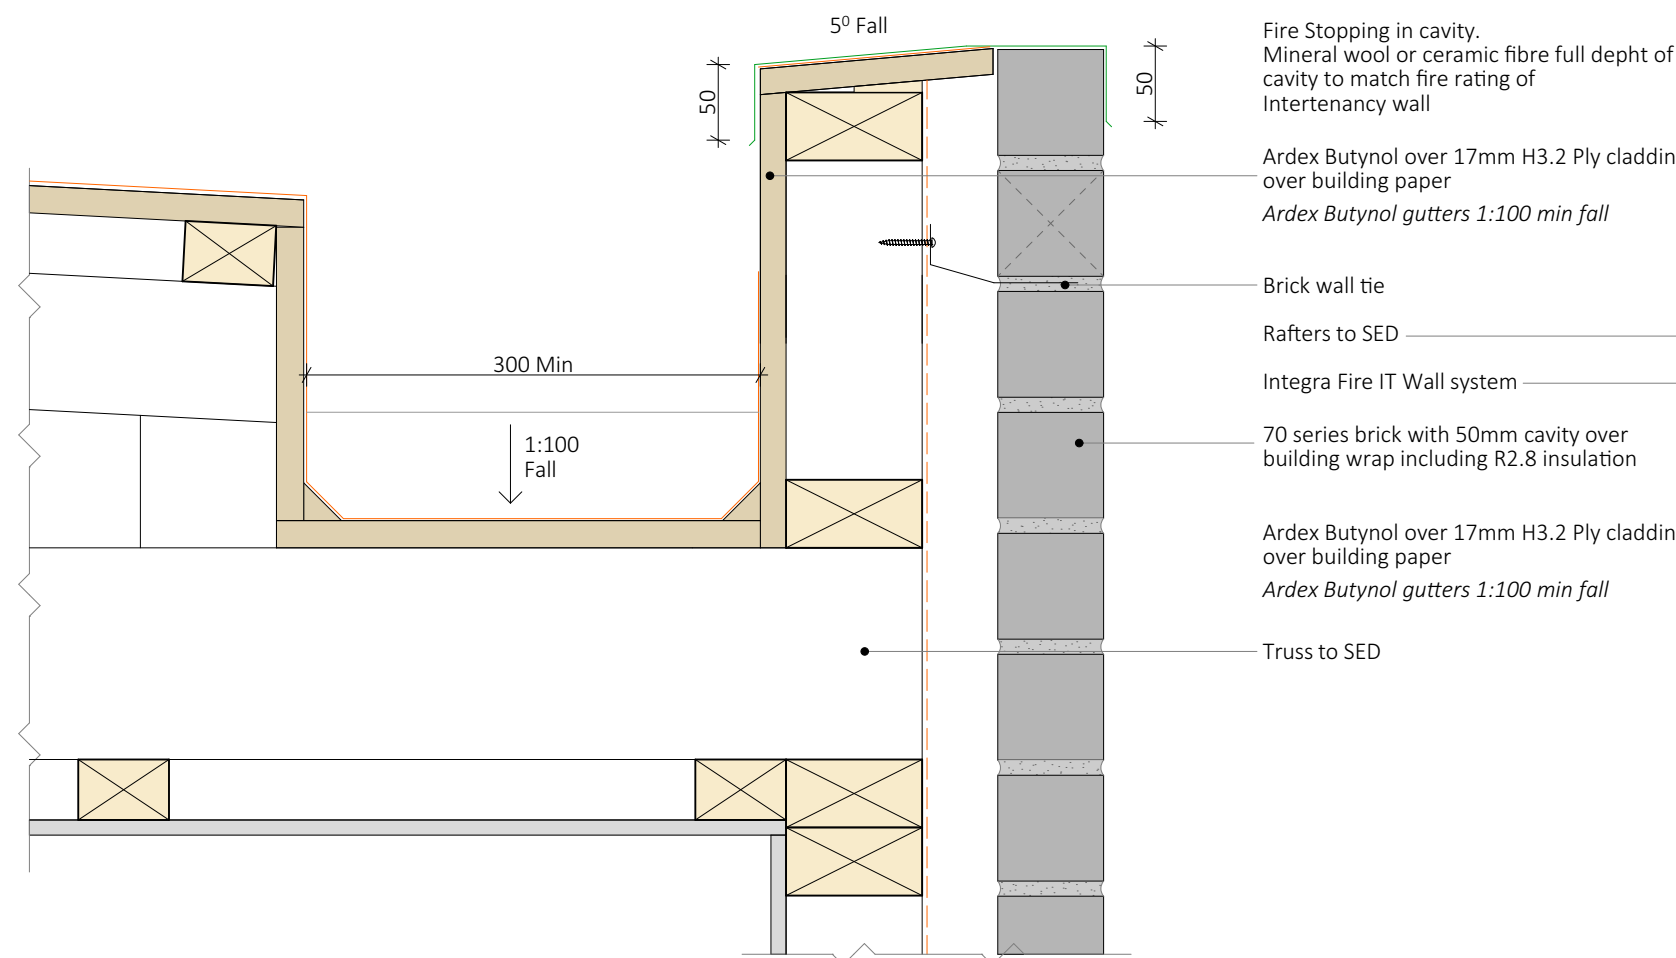 5⁰ Fall
50
50
300 Min
1:100
Fall
Fire Stopping in cavity.
Mineral wool or ceramic fibre full depht of
cavity to match fire rating of
Intertenancy wall
Ardex Butynol over 17mm H3.2 Ply claddin
over building paper
Ardex Butynol gutters 1:100 min fall
Brick wall tie
Rafters to SED
Integra Fire IT Wall system
70 series brick with 50mm cavity over
building wrap including R2.8 insulation
Ardex Butynol over 17mm H3.2 Ply claddin
over building paper
Ardex Butynol gutters 1:100 min fall
Truss to SED